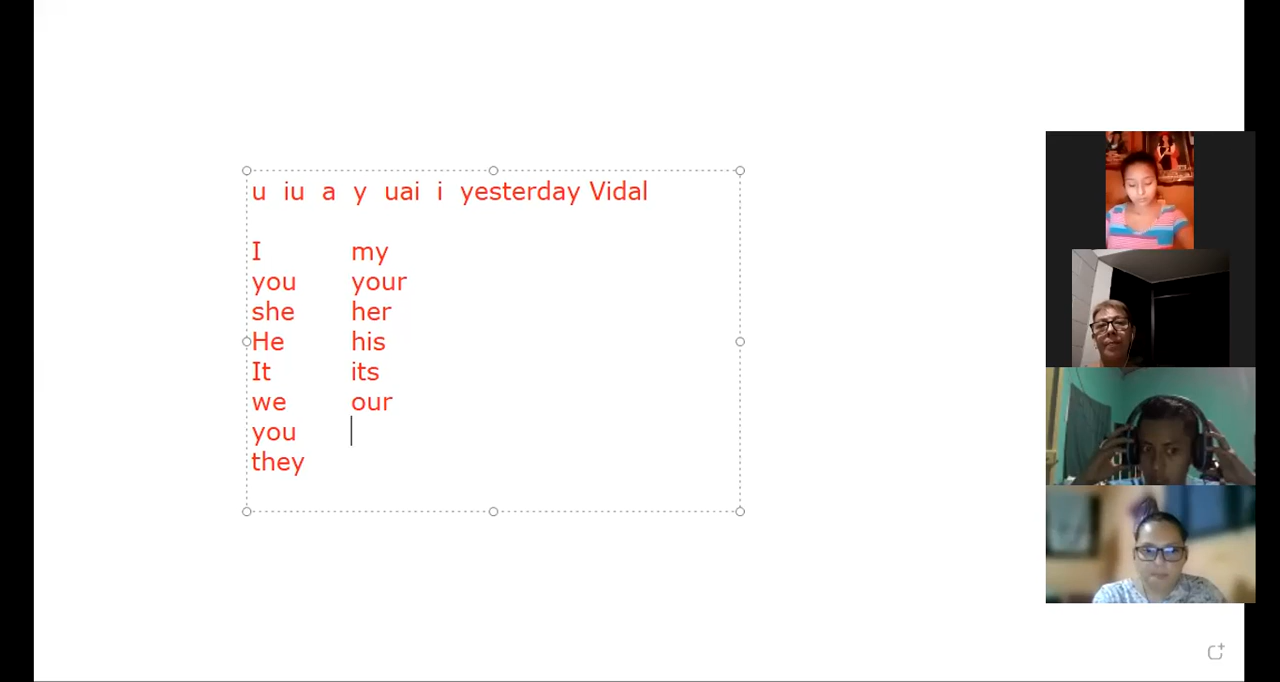 u iu a y uai i yesterday Vidal
I my
you your
she her
He his
It its
we our
you
they